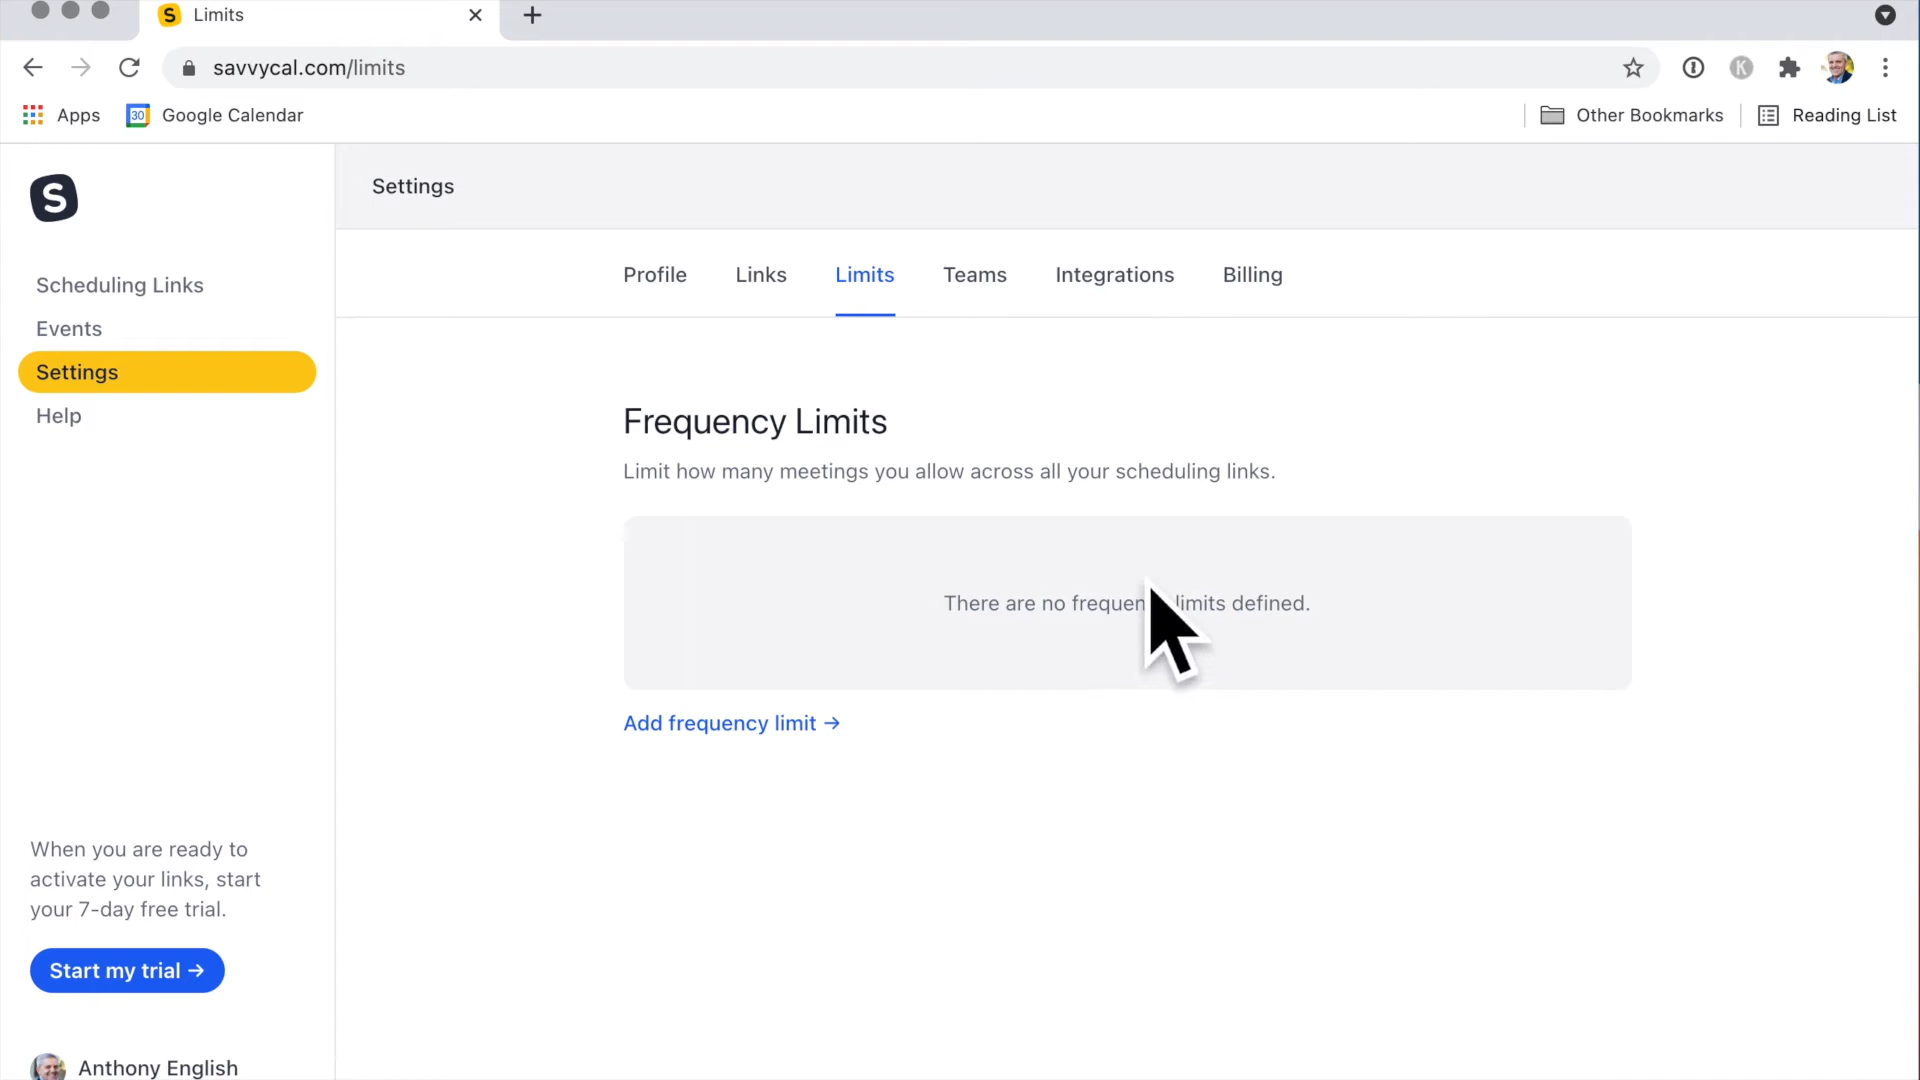 S Limits
savvycal.com/limits
K
Apps
30 Google Calendar
Other Bookmarks
Reading List
S
Settings
Scheduling Links
Events
Settings
Help
Profile
Links
Limits
Teams
Integrations
Billing
Frequency Limits
Limit how many meetings you allow across all your scheduling links.
There are no frequen limits defined.
Add frequency limit →
When you are ready to
activate your links, start
your 7-day free trial.
Start my trial →
Anthony English